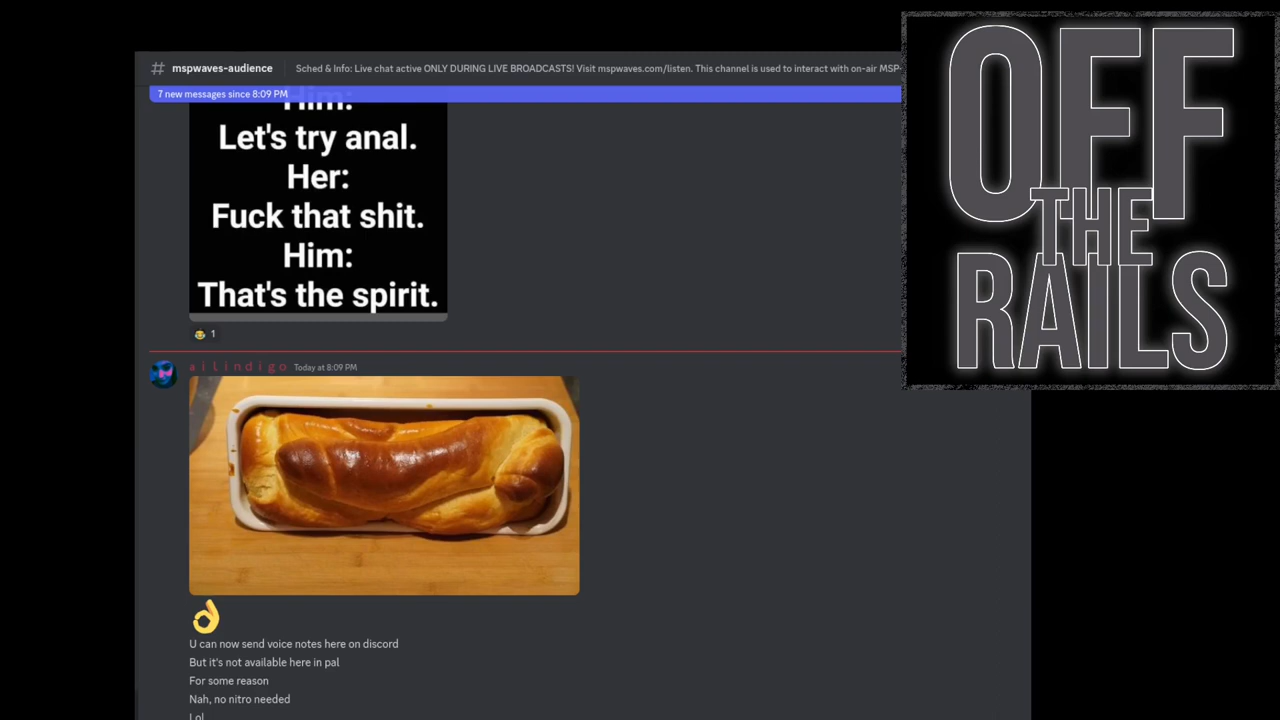 # mspwaves-audience
Sched & Info: Live chat active ONLY DURING LIVE BROADCASTS! Visit mspwaves.com/listen. This channel is used to interact with on-air MSP
7 new messages since 8:09 PM
Him:
Let's try anal.
Her:
Fuck that shit.
Him:
That's the spirit.
1
a i l i n d i g o Today at 8:09 PM
U can now send voice notes here on discord
But it's not available here in pal
For some reason
Nah, no nitro needed
Lol
OFF
THE
RAILS